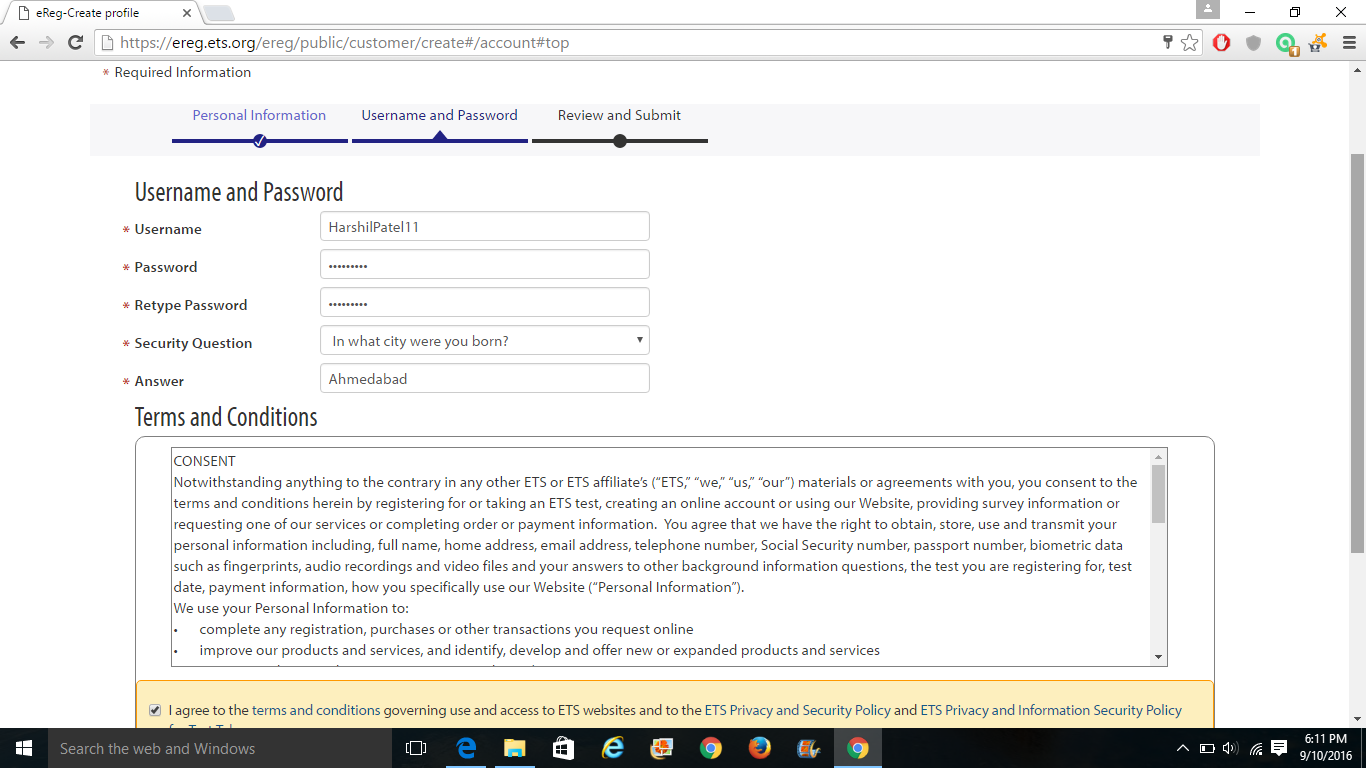 eReg-Create profile
https://ereg.ets.org/ereg/public/customer/create#/account#top
1
* Required Information
Personal Information Username and Password Review and Submit
Username and Password
* Username HarshilPatel11
* Password •••••••••
* Retype Password •••••••••
* Security Question In what city were you born?
* Answer Ahmedabad
Terms and Conditions
CONSENT
Notwithstanding anything to the contrary in any other ETS or ETS affiliate's (“ETS,” “we,” “us,” “our”) materials or agreements with you, you consent to the
terms and conditions herein by registering for or taking an ETS test, creating an online account or using our Website, providing survey information or
requesting one of our services or completing order or payment information.  You agree that we have the right to obtain, store, use and transmit your
personal information including, full name, home address, email address, telephone number, Social Security number, passport number, biometric data
such as fingerprints, audio recordings and video files and your answers to other background information questions, the test you are registering for, test
date, payment information, how you specifically use our Website (“Personal Information”).
We use your Personal Information to:
• complete any registration, purchases or other transactions you request online
• improve our products and services, and identify, develop and offer new or expanded products and services
I agree to the terms and conditions governing use and access to ETS websites and to the ETS Privacy and Security Policy and ETS Privacy and Information Security Policy
Search the web and Windows
6:11 PM
9/10/2016